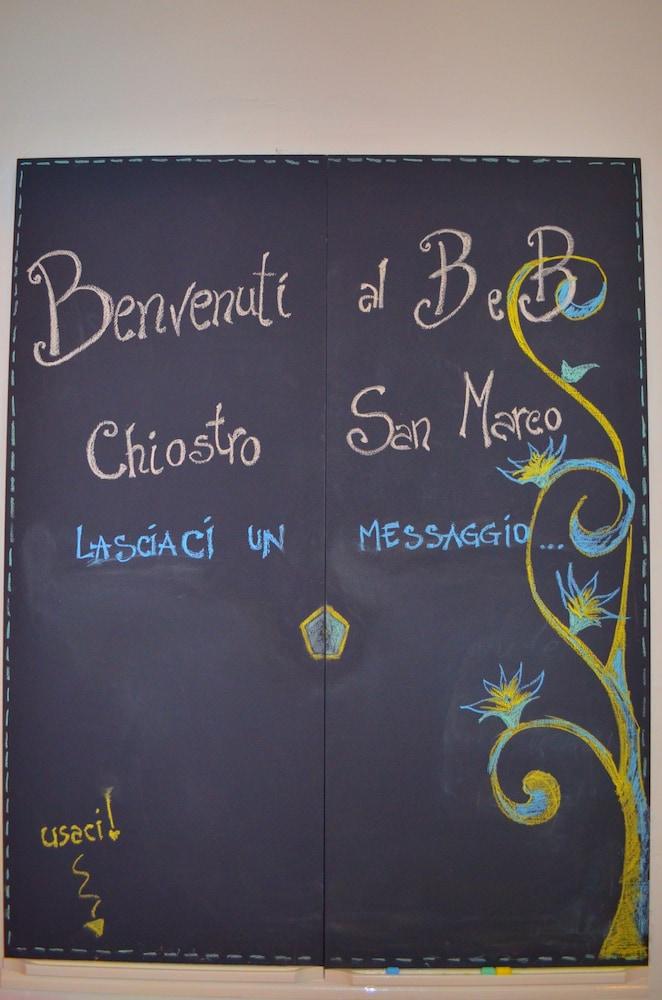 Benvenuti al B e B
Chiostro San Marco
LASCIACI UN MESSAGGIO...
usaci!